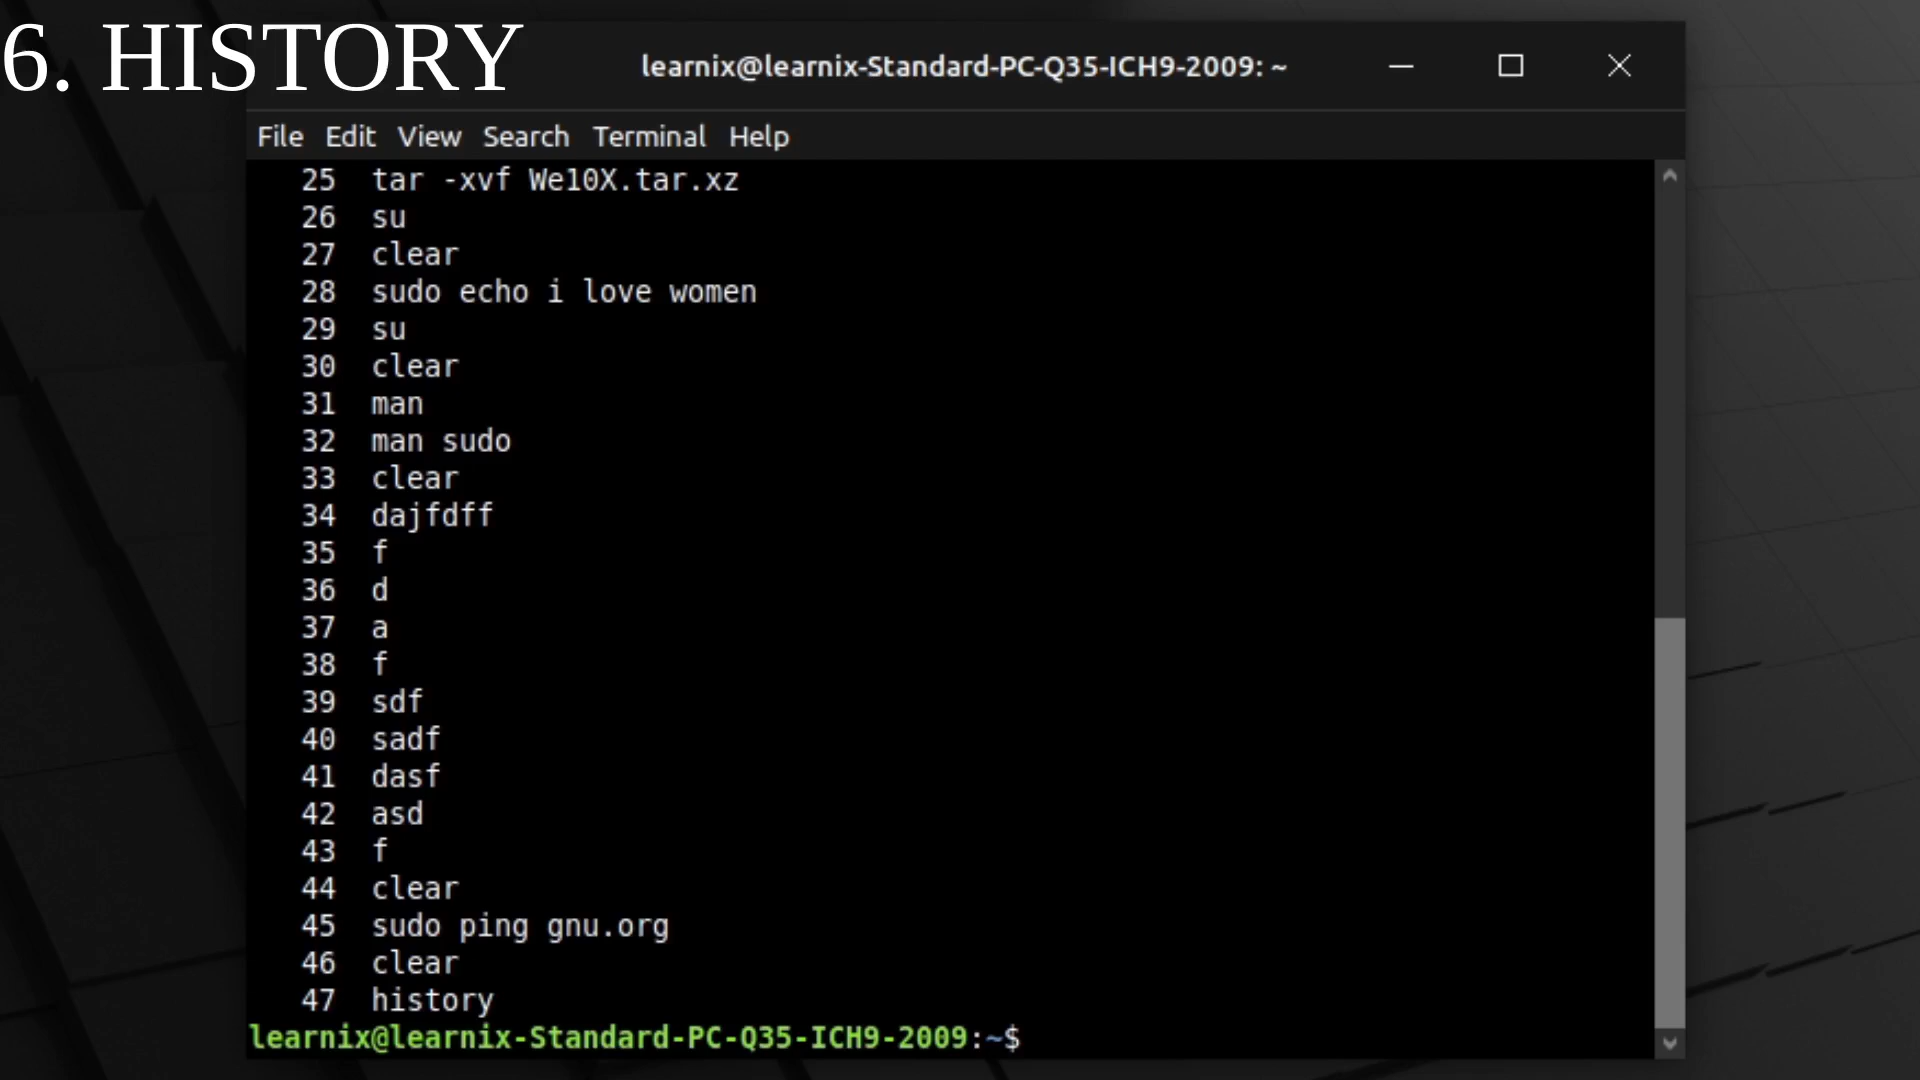 6. HISTORY
learnix@learnix-Standard-PC-Q35-ICH9-2009: ~
File Edit View Search Terminal Help
25 tar -xvf We10X.tar.xz
26 su
27 clear
28 sudo echo i love women
29 su
30 clear
31 man
32 man sudo
33 clear
34 dajfdff
35 f
36 d
37 a
38 f
39 sdf
40 sadf
41 dasf
42 asd
43 f
44 clear
45 sudo ping gnu.org
46 clear
47 history
learnix@learnix-Standard-PC-Q35-ICH9-2009:~$